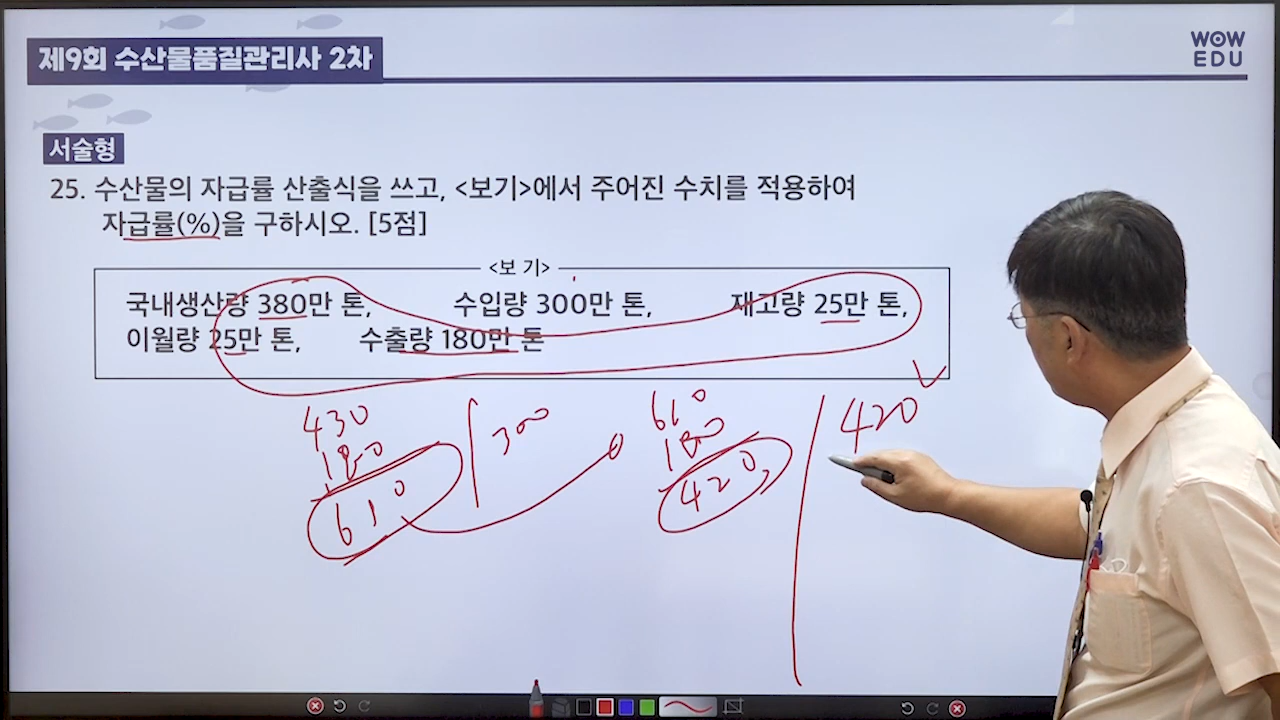 제9회 수산물품질관리사 2차
WOW
EDU
서술형
25. 수산물의 자급률 산출식을 쓰고, <보기>에서 주어진 수치를 적용하여
자급률(%)을 구하시오. [5점]
<보 기>
국내생산량 380만 톤, 수입량 300만 톤, 재고량 25만 톤,
이월량 25만 톤, 수출량 180만 톤
430
180
610
300
610
180
420
420